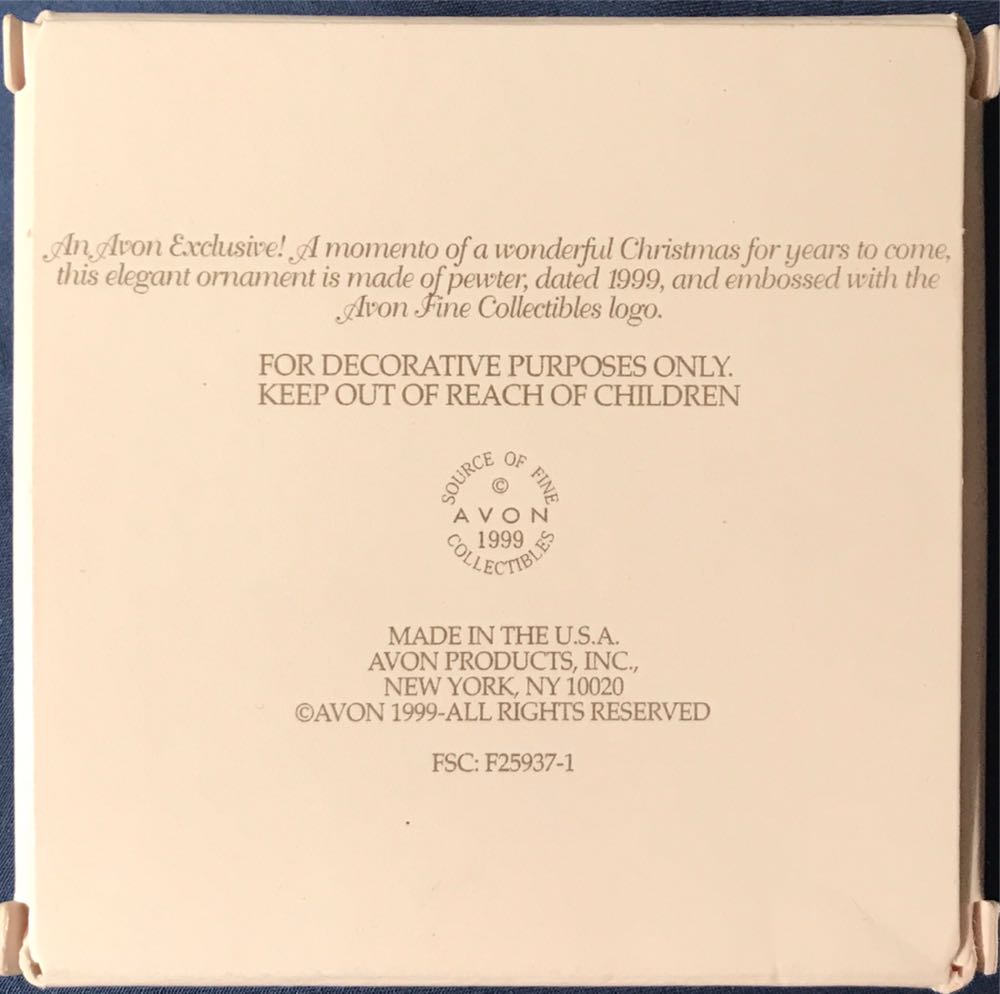 An Avon Exclusive! A momento of a wonderful Christmas for years to come,
this elegant ornament is made of pewter, dated 1999, and embossed with the
Avon Fine Collectibles logo.
FOR DECORATIVE PURPOSES ONLY.
KEEP OUT OF REACH OF CHILDREN
SOURCE OF FINE
©
AVON
1999
COLLECTIBLES
MADE IN THE U.S.A.
AVON PRODUCTS, INC.,
NEW YORK, NY 10020
©AVON 1999-ALL RIGHTS RESERVED
FSC: F25937-1